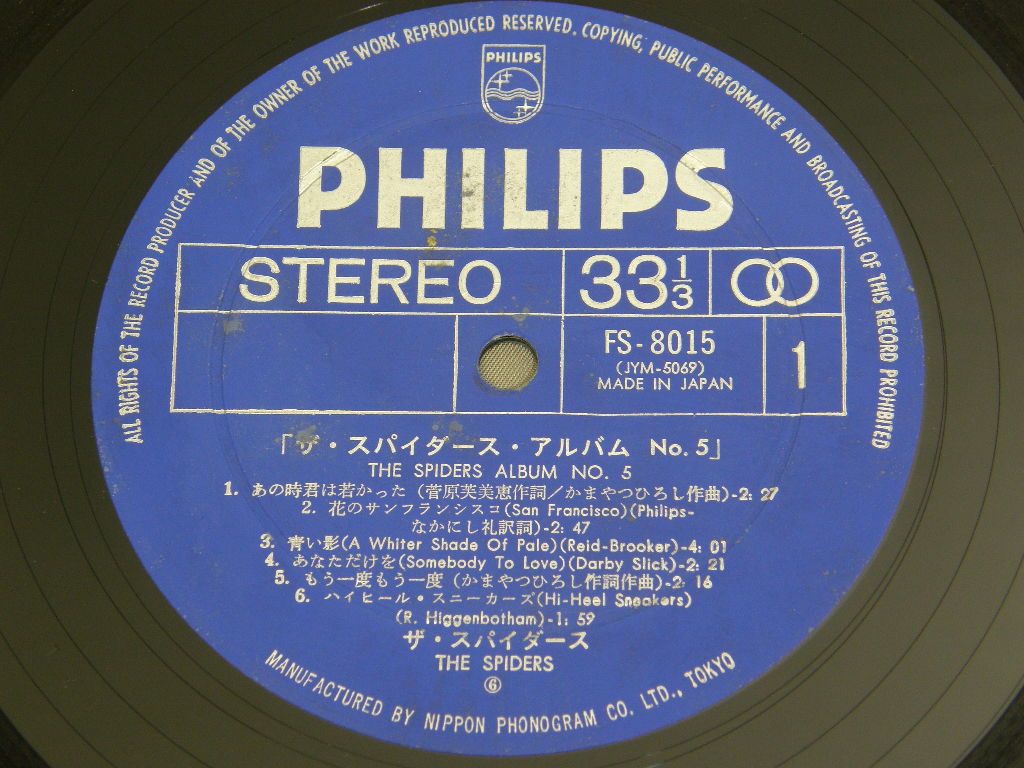 ALL RIGHTS OF THE RECORD PRODUCER AND OF THE OWNER OF THE WORK REPRODUCED RESERVED. COPYING, PUBLIC PERFORMANCE AND BROADCASTING OF THIS RECORD PROHIBITED
PHILIPS
PHILIPS
STEREO 33 1/3
FS-8015 1
(JYM-5069)
MADE IN JAPAN
「ザ・スパイダース・アルバム No. 5」
THE SPIDERS ALBUM NO. 5
1. あの時君は若かった (菅原芙美恵作詞/かまやつひろし作曲)-2: 27
2. 花のサンフランシスコ(San Francisco)(Philips-
なかにし礼訳詞)-2: 47
3. 青い影(A Whiter Shade Of Pale)(Reid-Brooker)-4: 01
4. あなただけを(Somebody To Love)(Darby Slick)-2: 21
5. もう一度もう一度 (かまやつひろし作詞作曲)-2: 16
6. ハイヒール・スニーカーズ(Hi-Heel Sneakers)
(R. Higgenbotham)-1: 59
ザ・スパイダース
THE SPIDERS
⑥
MANUFACTURED BY NIPPON PHONOGRAM CO. LTD., TOKYO